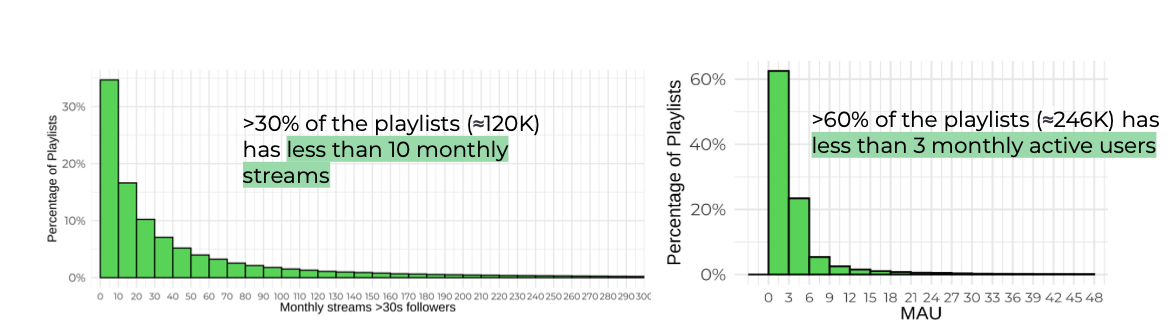 Percentage of Playlists
30%
20%
10%
0%
>30% of the playlists (≈120K)
has less than 10 monthly
streams
0 10 20 30 40 50 60 70 80 90 100 110 120 130 140 150 160 170 180 190 200 210 220 230 240 250 260 270 280 290 300
Monthly streams >30s followers
Percentage of Playlists
60%
40%
20%
0%
>60% of the playlists (≈246K) has
less than 3 monthly active users
0 3 6 9 12 15 18 21 24 27 30 33 36 39 42 45 48
MAU